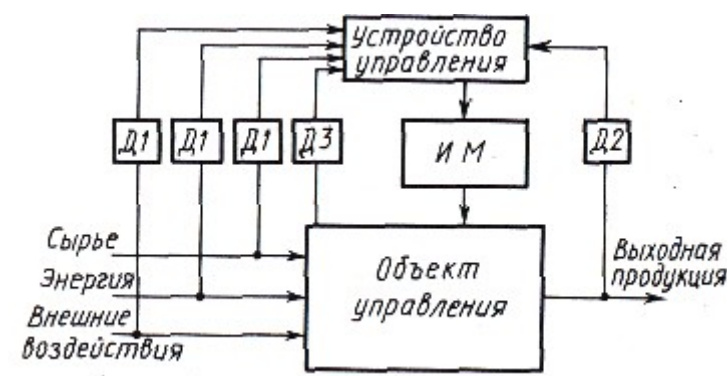 Устройство
управления
Д1
Д1
Д1
Д3
И М
Д2
Сырье
Энергия
Внешние
воздействия
Объект
управления
Выходная
продукция